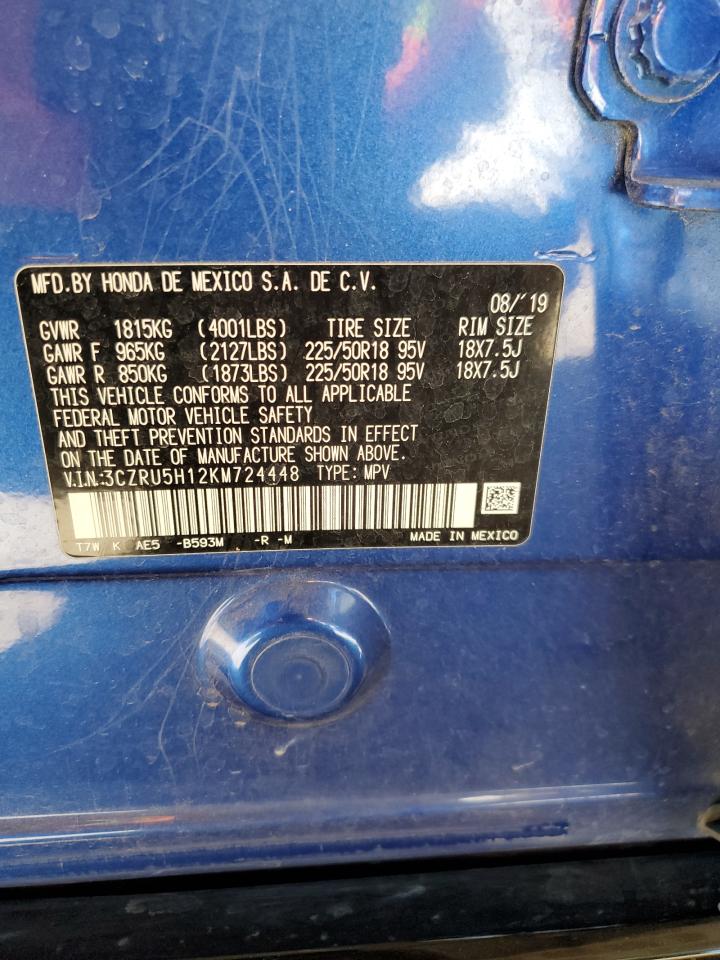 MFD.BY HONDA DE MEXICO S.A. DE C.V.
08/'19
GVWR 1815KG (4001LBS) TIRE SIZE RIM SIZE
GAWR F 965KG (2127LBS) 225/50R18 95V 18X7.5J
GAWR R 850KG (1873LBS) 225/50R18 95V 18X7.5J
THIS VEHICLE CONFORMS TO ALL APPLICABLE
FEDERAL MOTOR VEHICLE SAFETY
AND THEFT PREVENTION STANDARDS IN EFFECT
ON THE DATE OF MANUFACTURE SHOWN ABOVE.
V.I.N.:3CZRU5H12KM724448 TYPE: MPV
T7W K AE5 -B593M -R -M MADE IN MEXICO